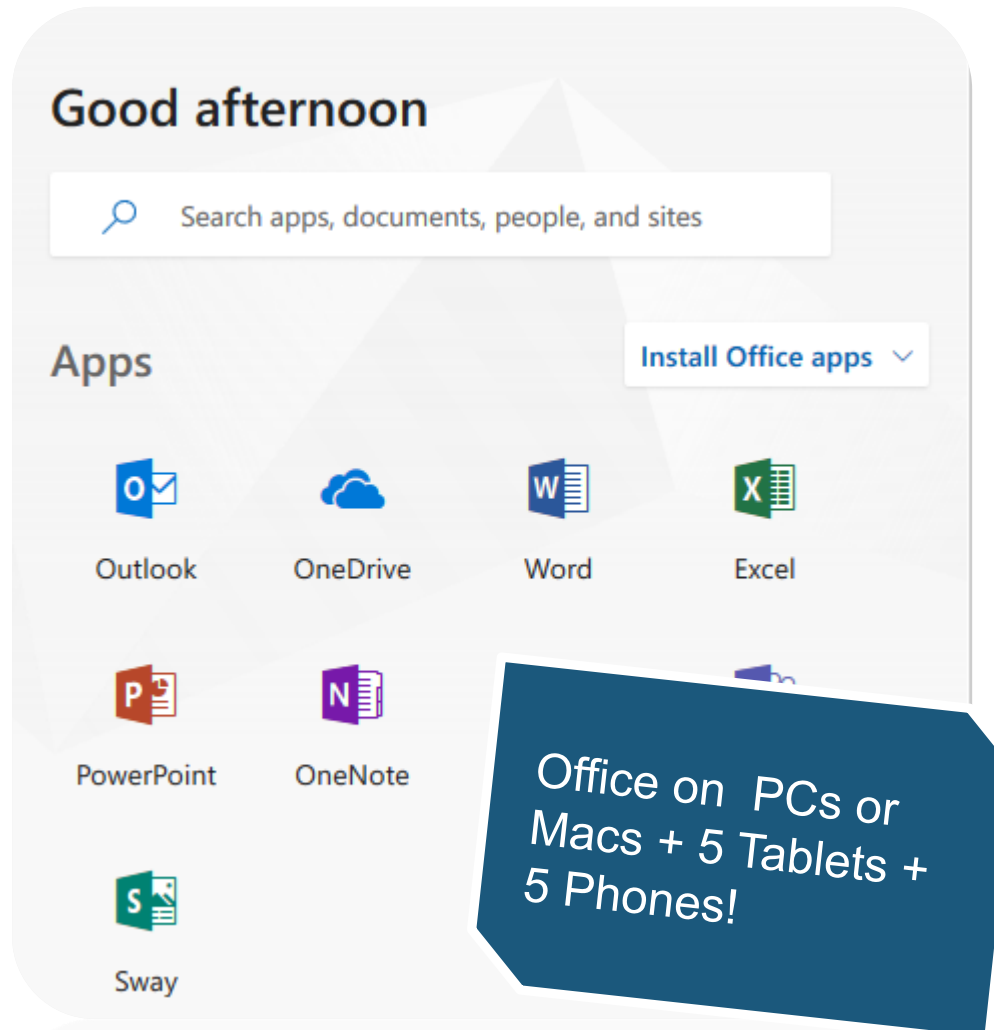 Good afternoon
Search apps, documents, people, and sites
Apps
Install Office apps
Outlook
OneDrive
Word
Excel
PowerPoint
OneNote
Sway
Office on PCs or
Macs + 5 Tablets +
5 Phones!